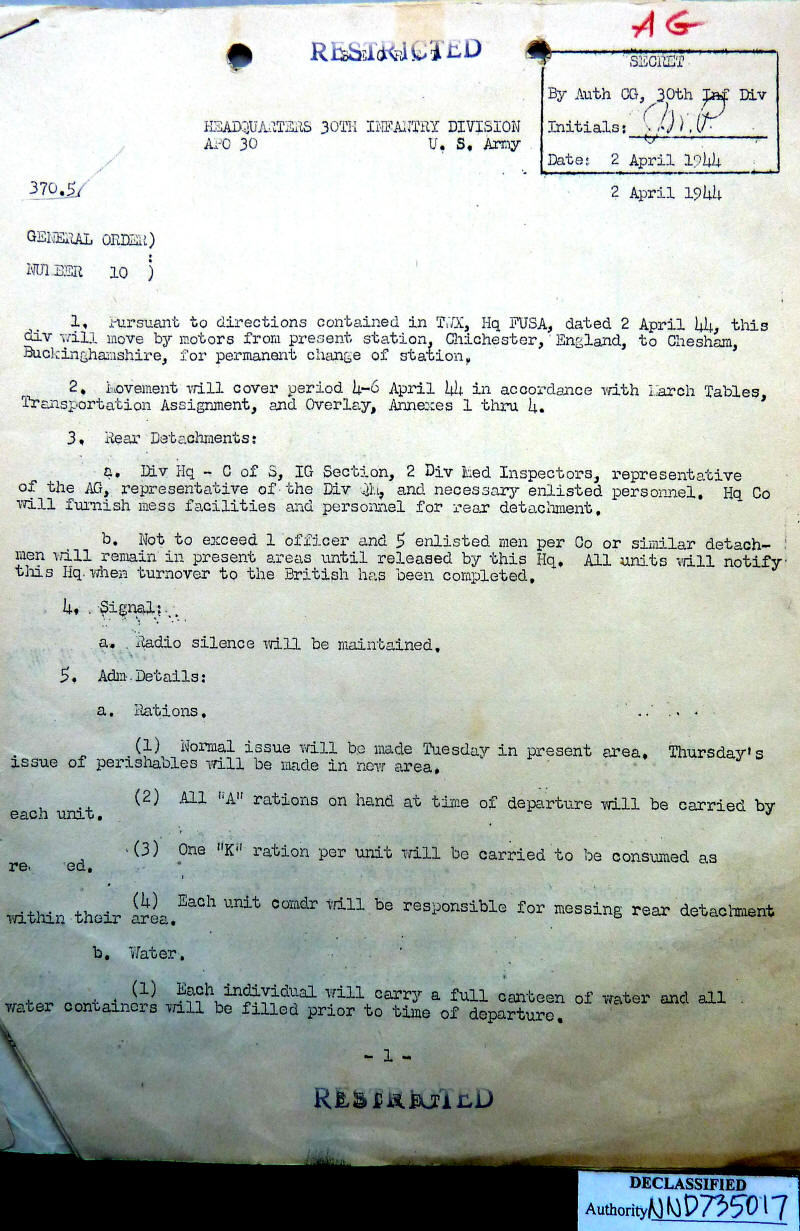 AG
RESTRICTED
SECRET
By Auth CG, 30th Inf Div
Initials:
Date: 2 April 1944
HEADQUARTERS 30TH INFANTRY DIVISION
APO 30 U. S. Army
2 April 1944
370.5/
GENERAL ORDER)
:
NUMBER 10 )
1. Pursuant to directions contained in TWX, Hq FUSA, dated 2 April 44, this
div will move by motors from present station, Chichester, England, to Chesham,
Buckinghamshire, for permanent change of station.
2. Movement will cover period 4-6 April 44 in accordance with March Tables,
Transportation Assignment, and Overlay, Annexes 1 thru 4.
3. Rear Detachments:
a. Div Hq - C of S, IG Section, 2 Div Med Inspectors, representative
of the AG, representative of the Div QM, and necessary enlisted personnel. Hq Co
will furnish mess facilities and personnel for rear detachment.
b. Not to exceed 1 officer and 5 enlisted men per Co or similar detach-
men will remain in present areas until released by this Hq. All units will notify
this Hq when turnover to the British has been completed.
4. Signal:
a. Radio silence will be maintained.
5. Adm Details:
a. Rations.
(1) Normal issue will be made Tuesday in present area. Thursday's
issue of perishables will be made in new area.
(2) All "A" rations on hand at time of departure will be carried by
each unit.
(3) One "K" ration per unit will be carried to be consumed as
re ed.
(4) Each unit comdr will be responsible for messing rear detachment
within their area.
b. Water.
(1) Each individual will carry a full canteen of water and all
water containers will be filled prior to time of departure.
- 1 -
RESTRICTED
DECLASSIFIED
Authority NND735017